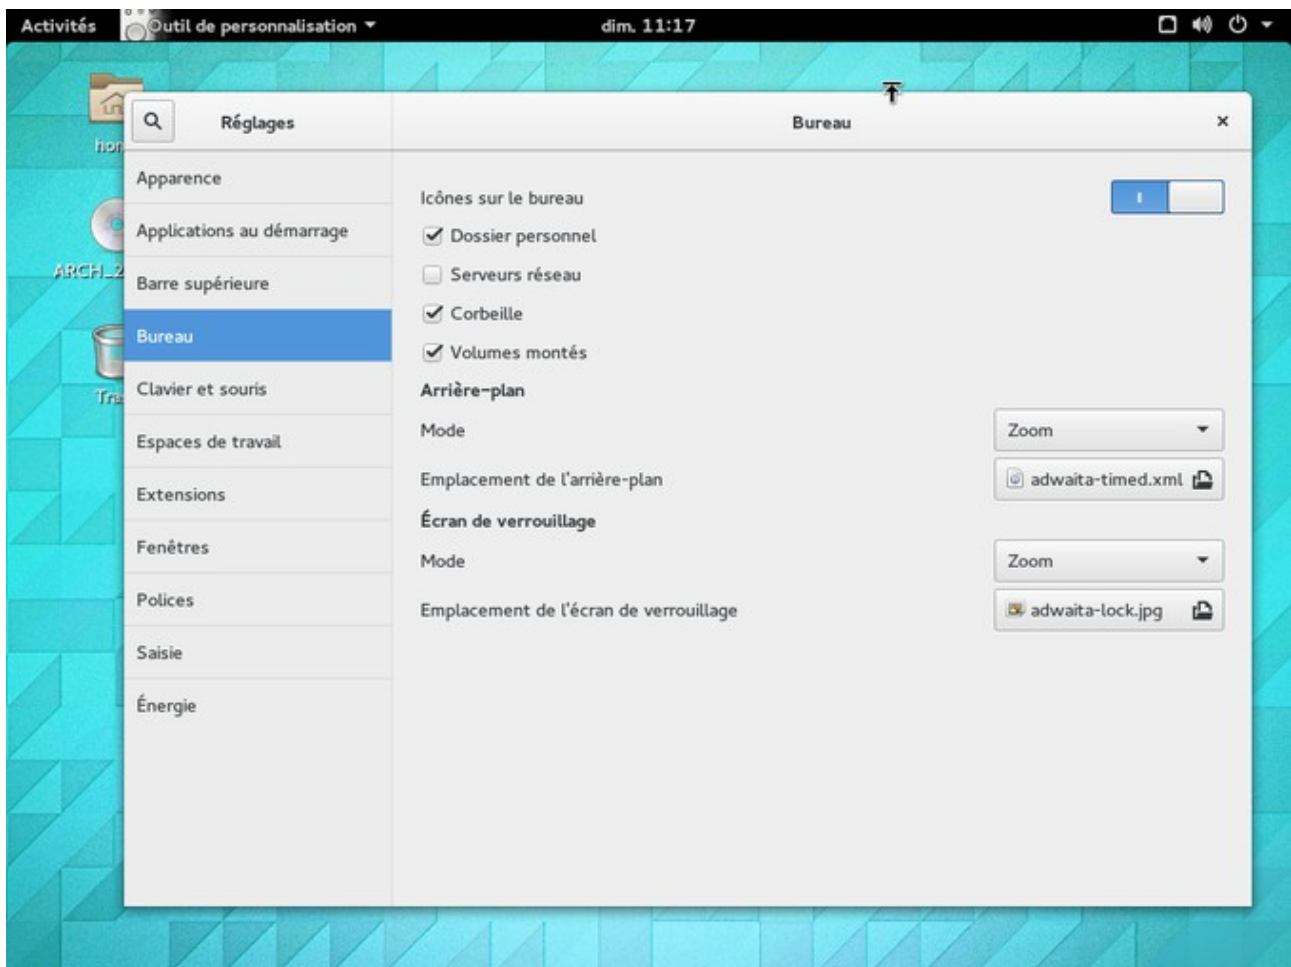 Activités Outil de personnalisation dim. 11:17
Réglages Bureau
Apparence
Applications au démarrage
Barre supérieure
Bureau
Clavier et souris
Espaces de travail
Extensions
Fenêtres
Polices
Saisie
Énergie
Icônes sur le bureau
Dossier personnel
Serveurs réseau
Corbeille
Volumes montés
Arrière-plan
Mode Zoom
Emplacement de l'arrière-plan adwaita-timed.xml
Écran de verrouillage
Mode Zoom
Emplacement de l'écran de verrouillage adwaita-lock.jpg
ARCH_2